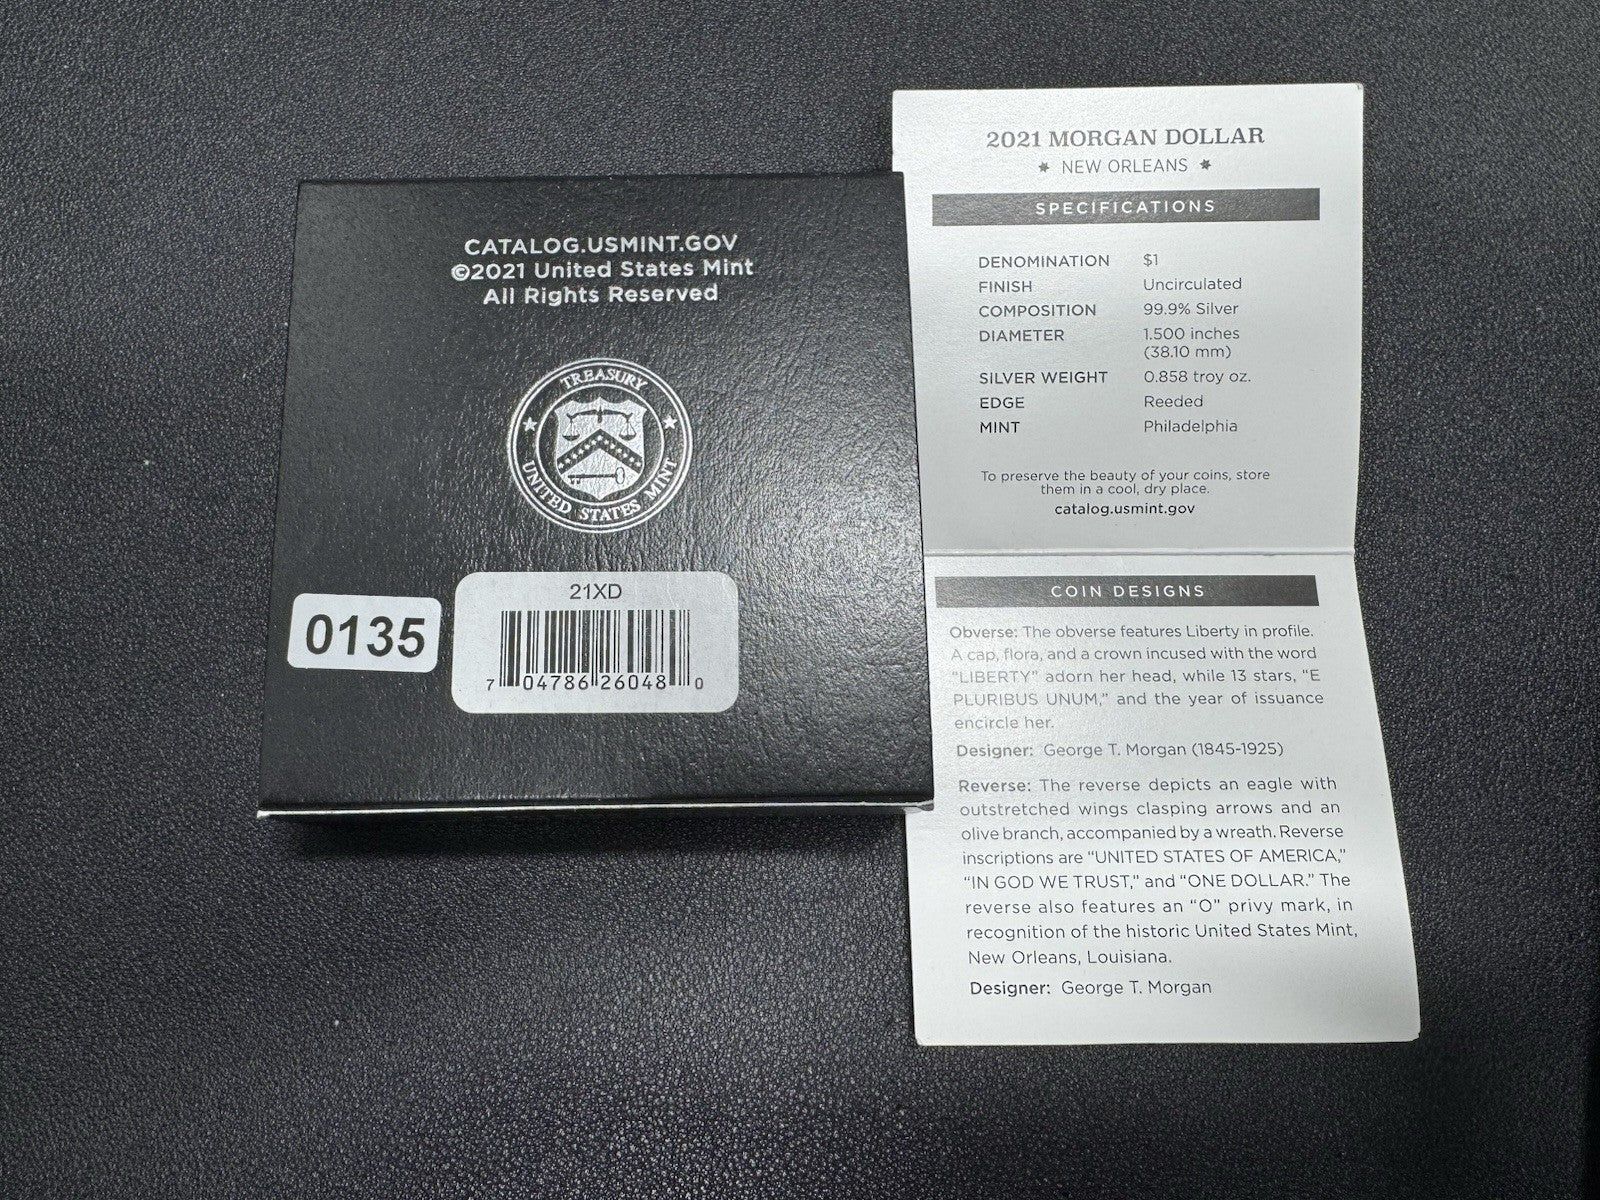 CATALOG.USMINT.GOV
©2021 United States Mint
All Rights Reserved
TREASURY
UNITED STATES MINT
21XD
0135
7 04786 26048 0
2021 MORGAN DOLLAR
NEW ORLEANS
SPECIFICATIONS
DENOMINATION $1
FINISH Uncirculated
COMPOSITION 99.9% Silver
DIAMETER 1.500 inches
(38.10 mm)
SILVER WEIGHT 0.858 troy oz.
EDGE Reeded
MINT Philadelphia
To preserve the beauty of your coins, store
them in a cool, dry place.
catalog.usmint.gov
COIN DESIGNS
Obverse: The obverse features Liberty in profile.
A cap, flora, and a crown incused with the word
“LIBERTY” adorn her head, while 13 stars, “E
PLURIBUS UNUM,” and the year of issuance
encircle her.
Designer: George T. Morgan (1845-1925)
Reverse: The reverse depicts an eagle with
outstretched wings clasping arrows and an
olive branch, accompanied by a wreath. Reverse
inscriptions are “UNITED STATES OF AMERICA,”
“IN GOD WE TRUST,” and “ONE DOLLAR.” The
reverse also features an “O” privy mark, in
recognition of the historic United States Mint,
New Orleans, Louisiana.
Designer: George T. Morgan